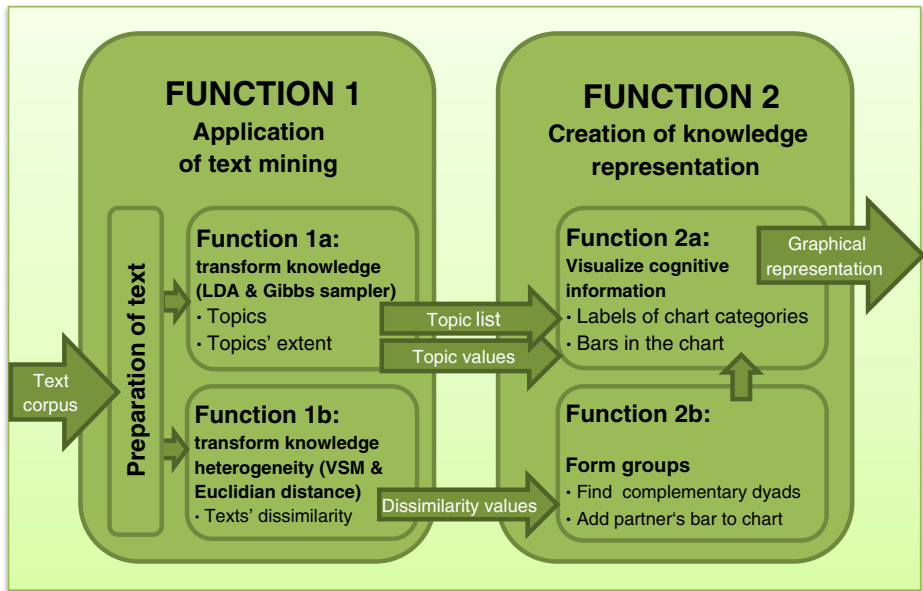 FUNCTION 1
Application
of text mining
Preparation of text
Text
corpus
Function 1a:
transform knowledge
(LDA & Gibbs sampler)
· Topics
· Topics’ extent
Function 1b:
transform knowledge
heterogeneity (VSM &
Euclidian distance)
· Texts’ dissimilarity
Topic list
Topic values
Dissimilarity values
FUNCTION 2
Creation of knowledge
representation
Function 2a:
Visualize cognitive
information
· Labels of chart categories
· Bars in the chart
Graphical
representation
Function 2b:
Form groups
· Find complementary dyads
· Add partner‘s bar to chart